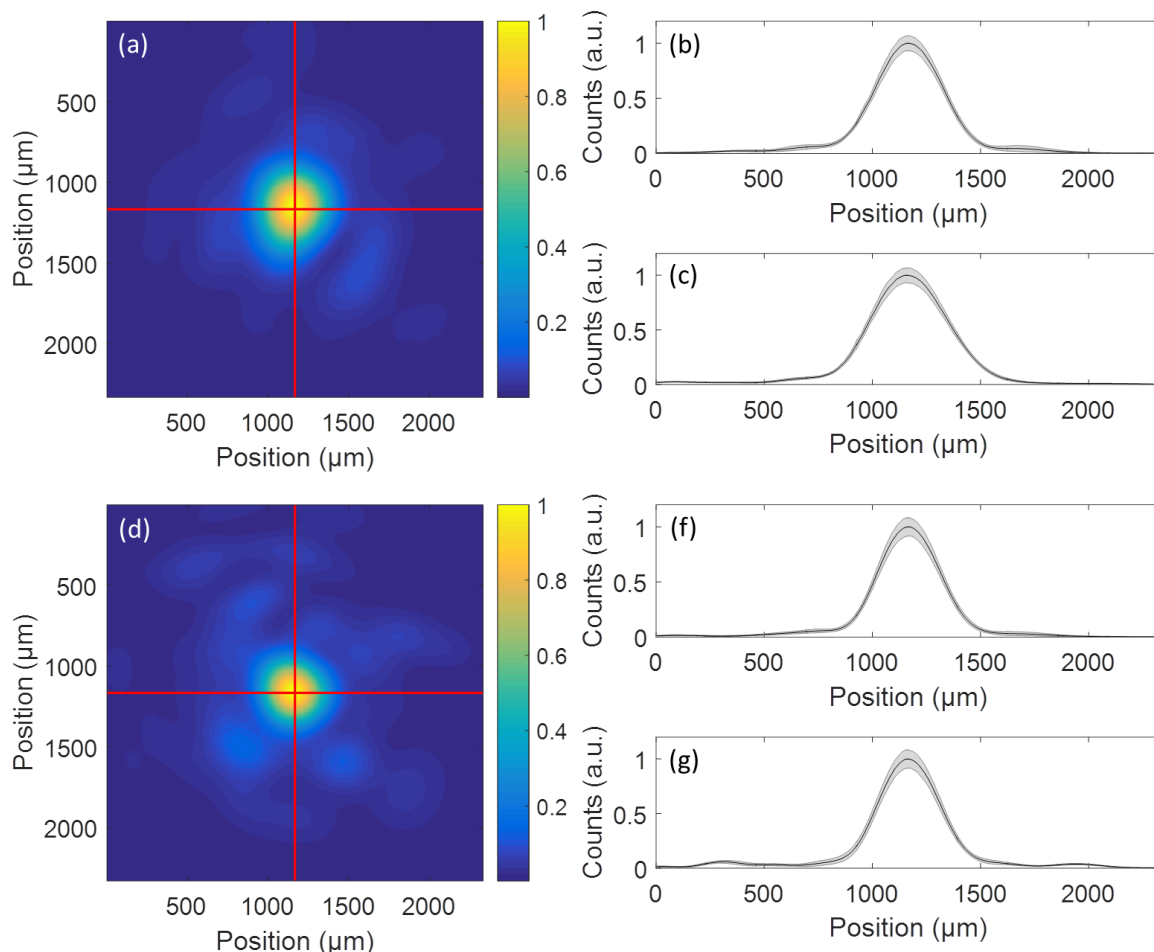 (a)
Position (µm)
500
1000
1500
2000
500 1000 1500 2000
Position (µm)
1
0.8
0.6
0.4
0.2
(b)
Counts (a.u.)
1
0.5
0
0 500 1000 1500 2000
Position (µm)
(c)
Counts (a.u.)
1
0.5
0
0 500 1000 1500 2000
Position (µm)
(d)
Position (µm)
500
1000
1500
2000
500 1000 1500 2000
Position (µm)
1
0.8
0.6
0.4
0.2
(f)
Counts (a.u.)
1
0.5
0
0 500 1000 1500 2000
Position (µm)
(g)
Counts (a.u.)
1
0.5
0
0 500 1000 1500 2000
Position (µm)